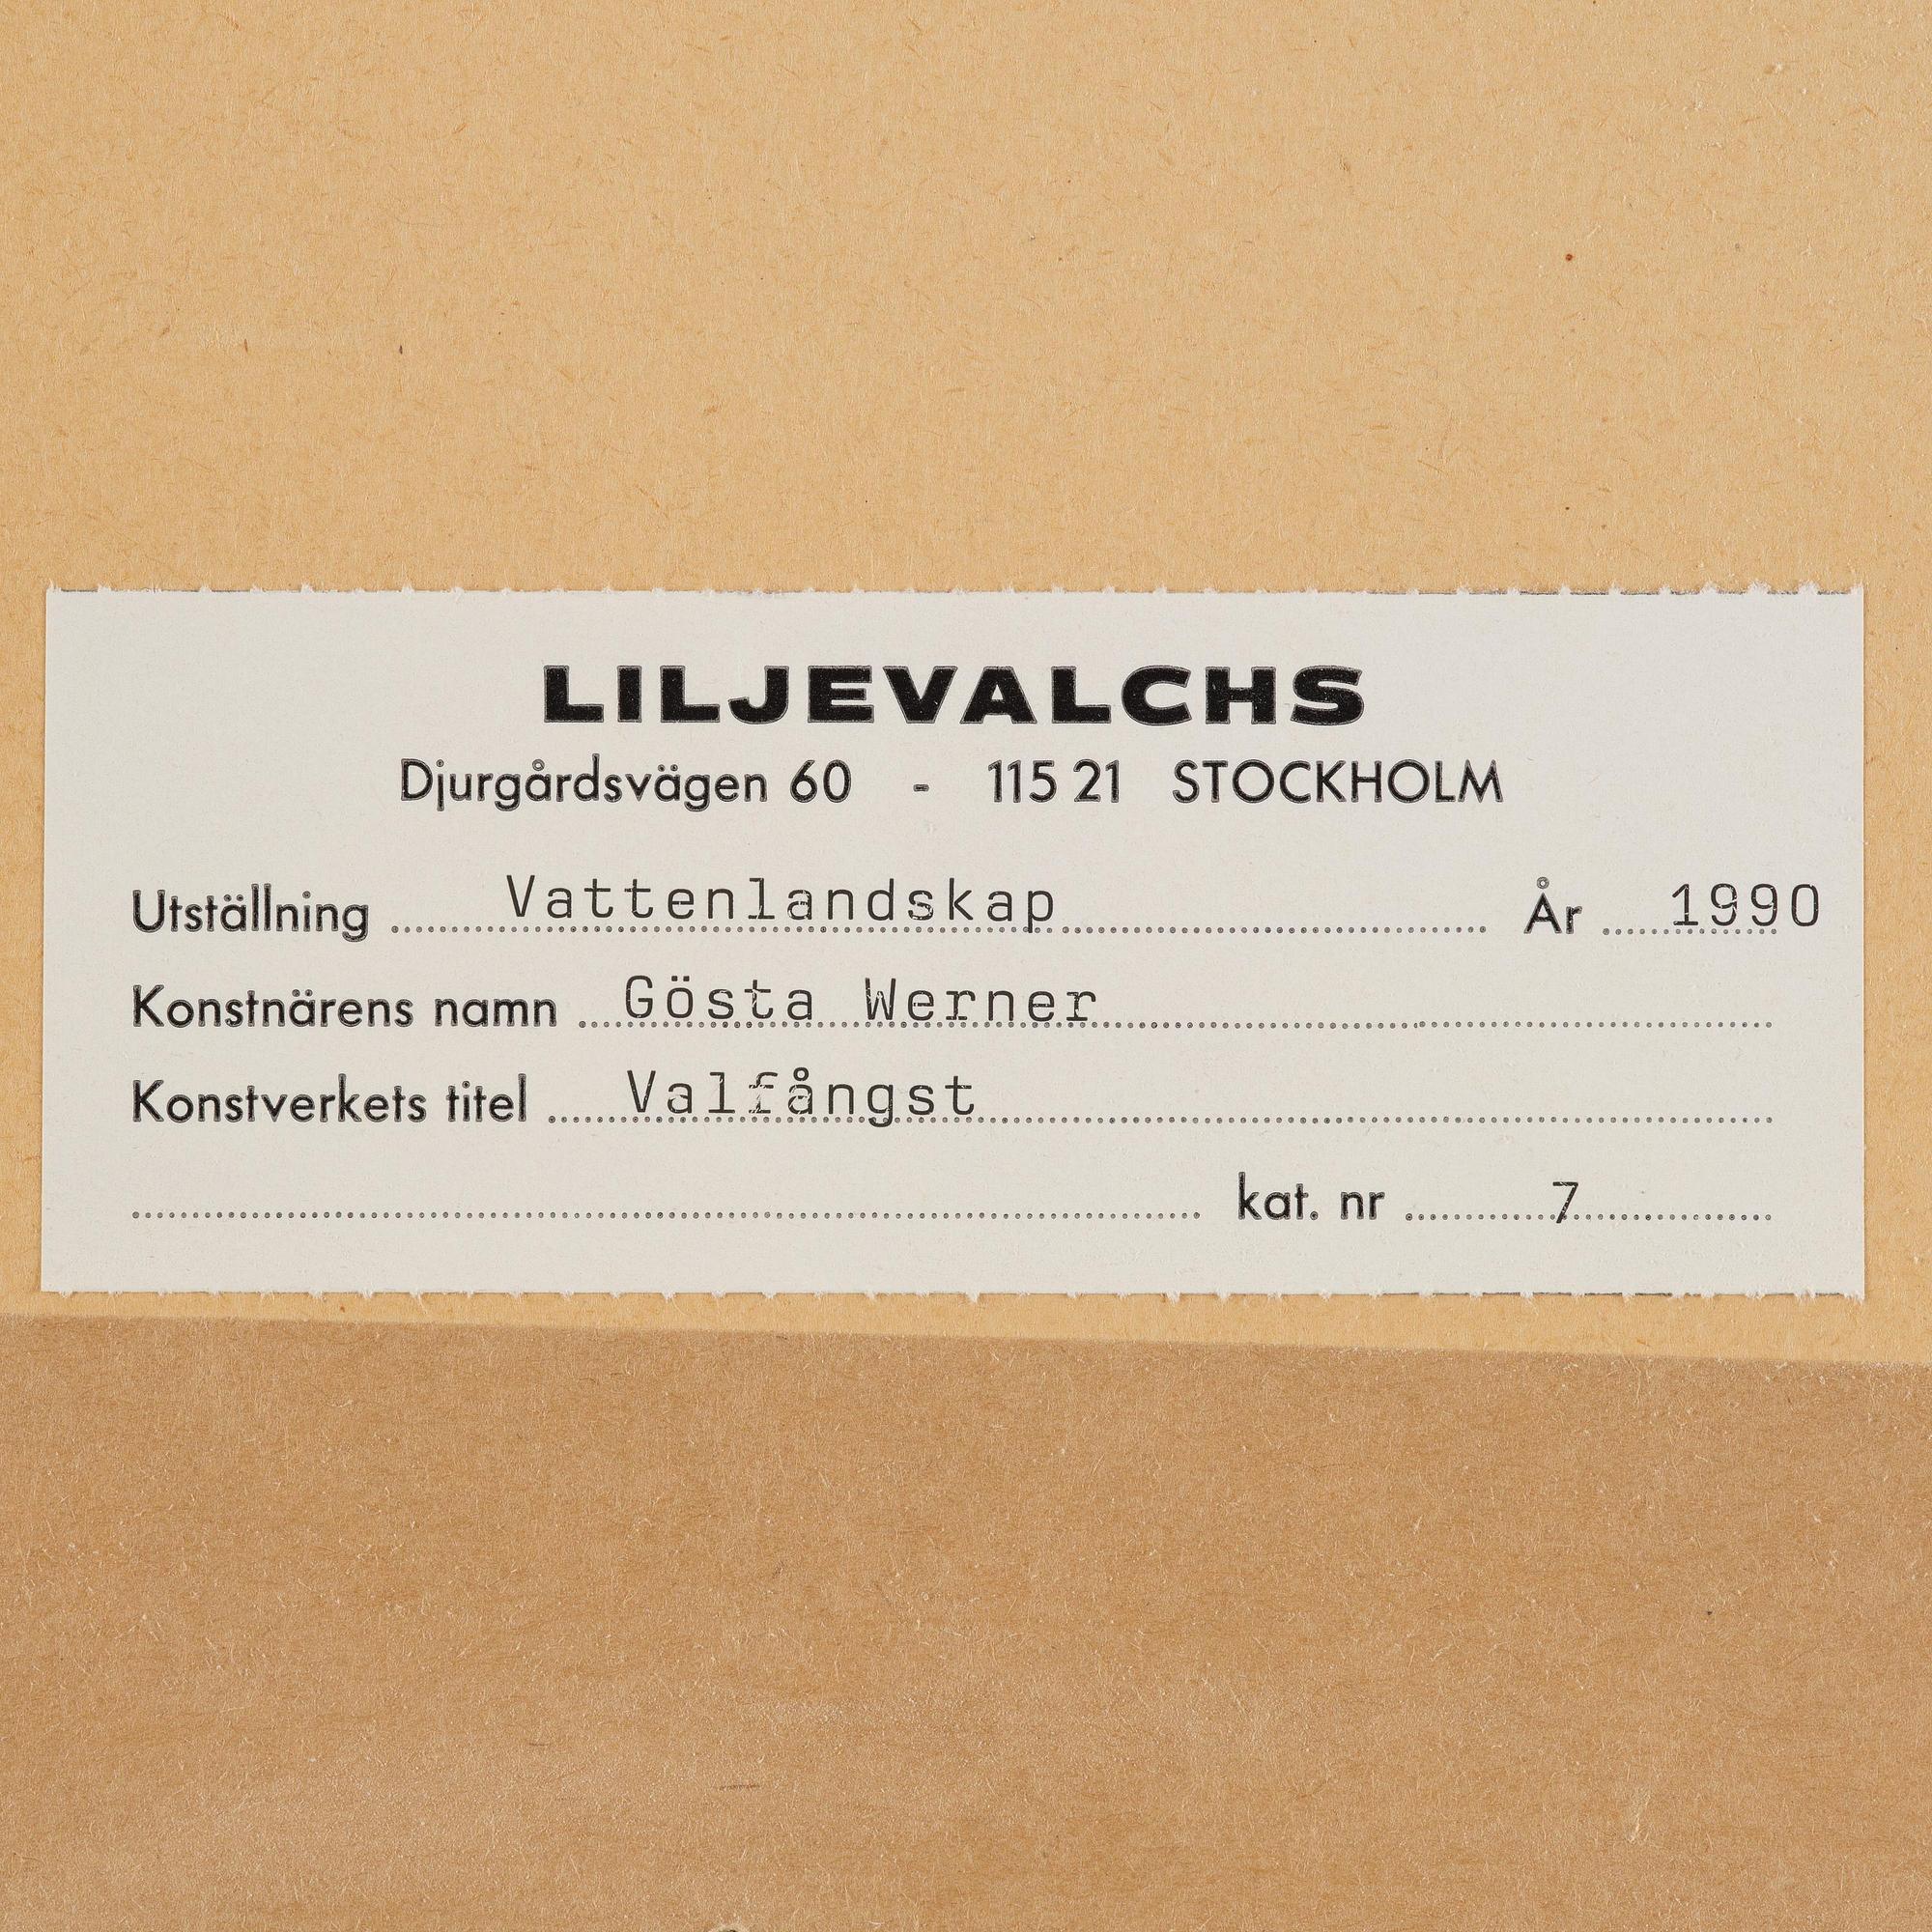 LILJEVALCHS
Djurgårdsvägen 60 - 115 21 STOCKHOLM
Utställning Vattenlandskap År 1990
Konstnärens namn Gösta Werner
Konstverkets titel Valfångst
kat. nr 7